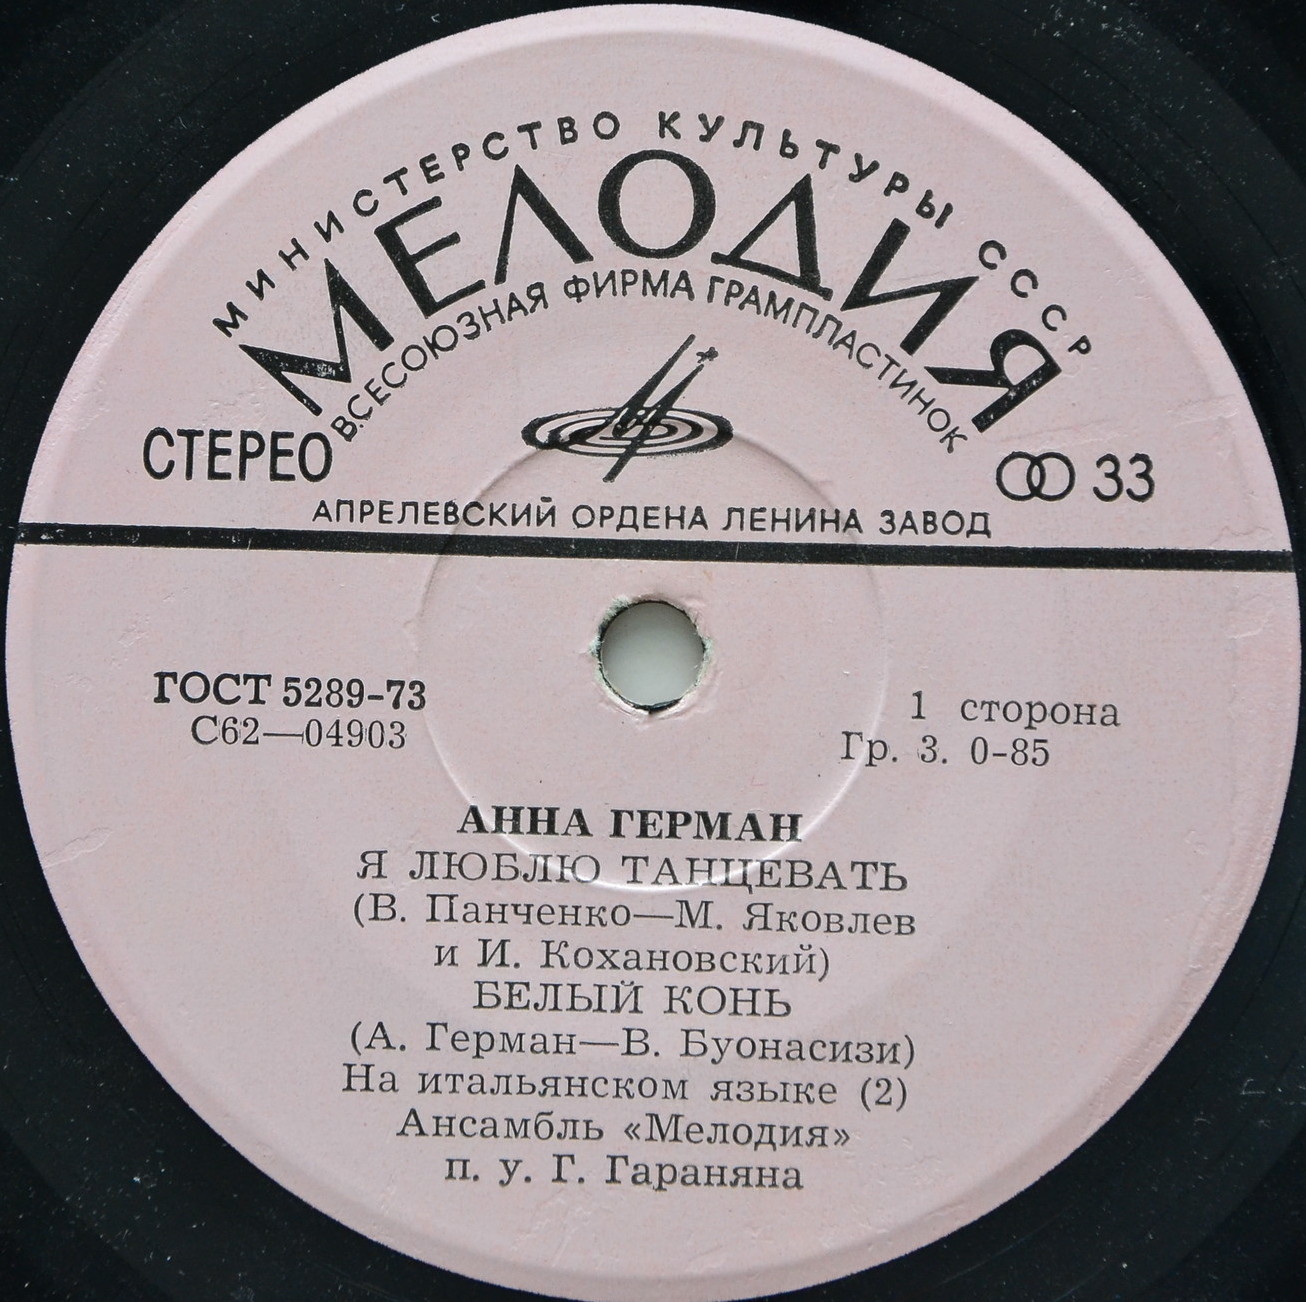 МИНИСТЕРСТВО КУЛЬТУРЫ СССР
МЕЛОДИЯ
ВСЕСОЮЗНАЯ ФИРМА ГРАМПЛАСТИНОК
СТЕРЕО
33
АПРЕЛЕВСКИЙ ОРДЕНА ЛЕНИНА ЗАВОД
ГОСТ 5289-73
С62—04903
1 сторона
Гр. 3. 0-85
АННА ГЕРМАН
Я ЛЮБЛЮ ТАНЦЕВАТЬ
(В. Панченко—М. Яковлев
и И. Кохановский)
БЕЛЫЙ КОНЬ
(А. Герман—В. Буонасизи)
На итальянском языке (2)
Ансамбль «Мелодия»
п. у. Г. Гараняна